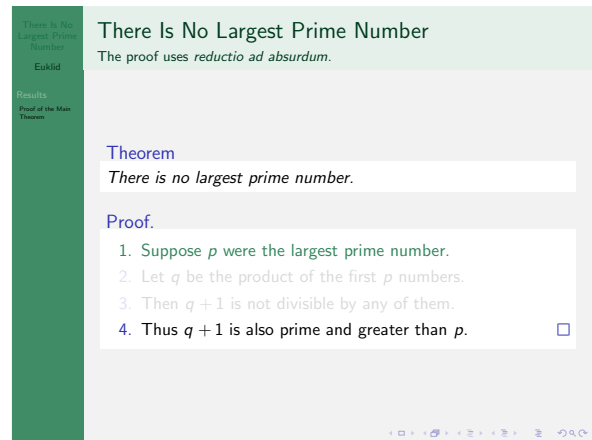 There Is No
Largest Prime
Number
Euklid
Results
Proof of the Main
Theorem
There Is No Largest Prime Number
The proof uses reductio ad absurdum.
Theorem
There is no largest prime number.
Proof.
1. Suppose p were the largest prime number.
2. Let q be the product of the first p numbers.
3. Then q + 1 is not divisible by any of them.
4. Thus q + 1 is also prime and greater than p.